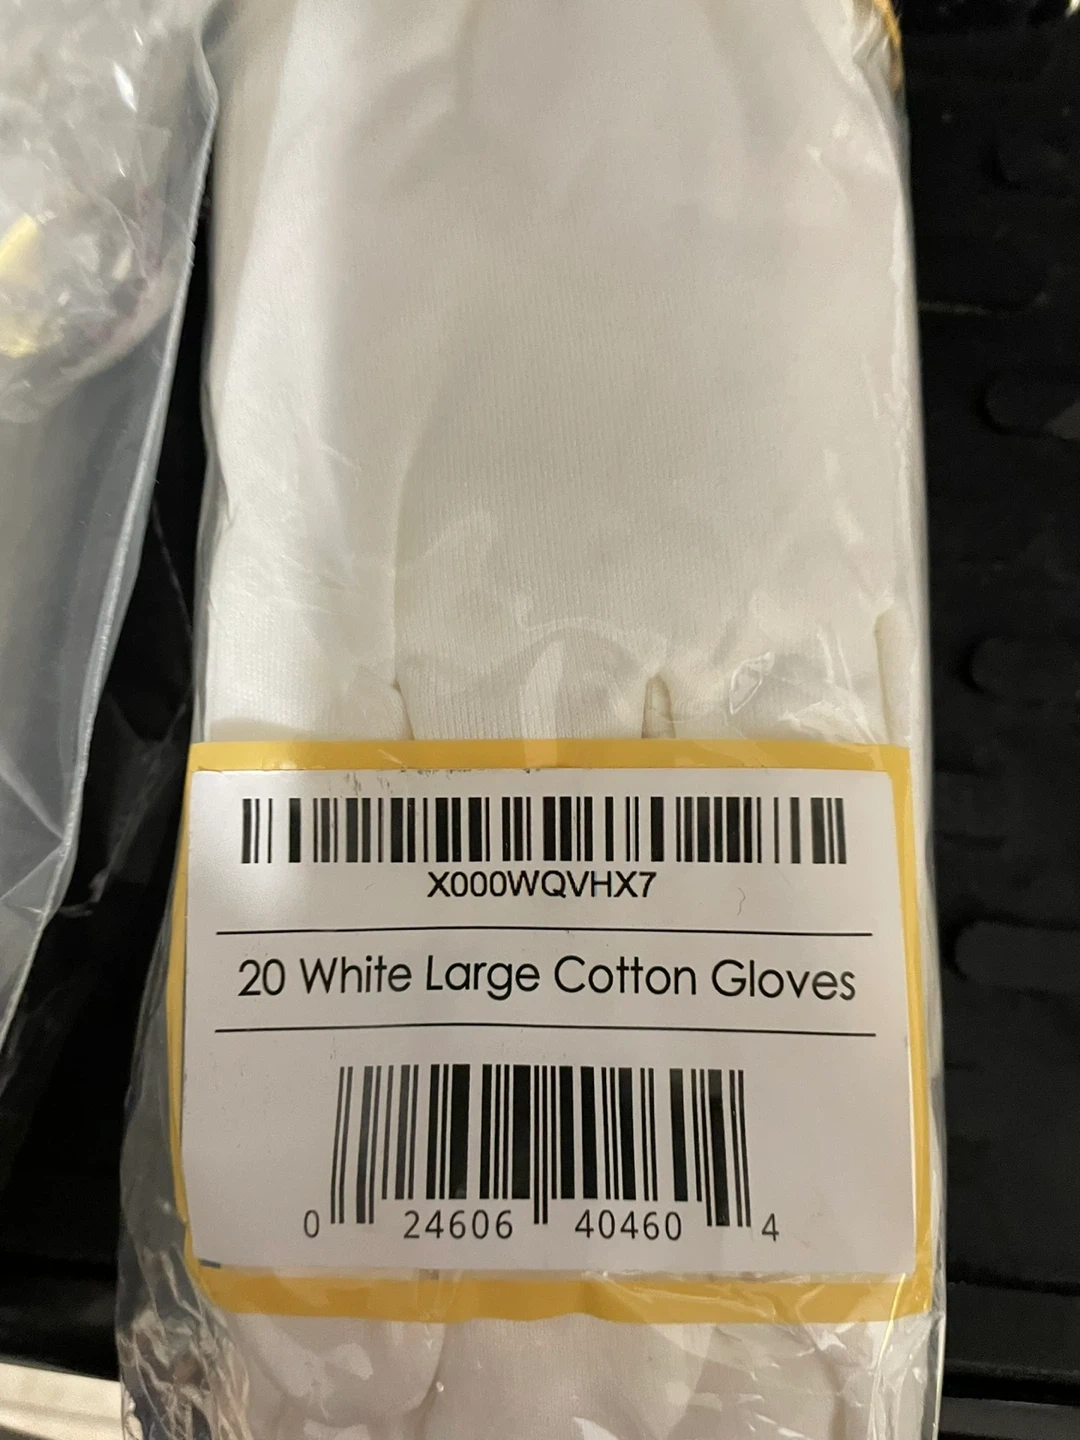 X000WQVHX7
20 White Large Cotton Gloves
0 24606 40460 4